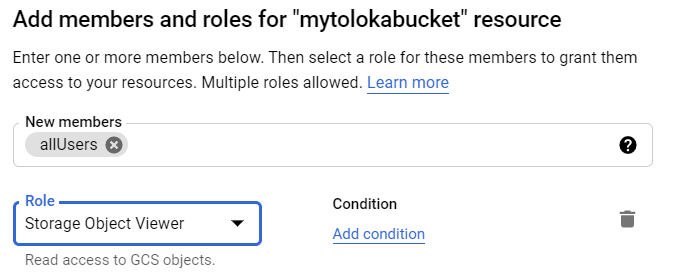 Add members and roles for "mytolokabucket" resource
Enter one or more members below. Then select a role for these members to grant them
access to your resources. Multiple roles allowed. Learn more
New members
allUsers
Role
Storage Object Viewer
Condition
Add condition
Read access to GCS objects.